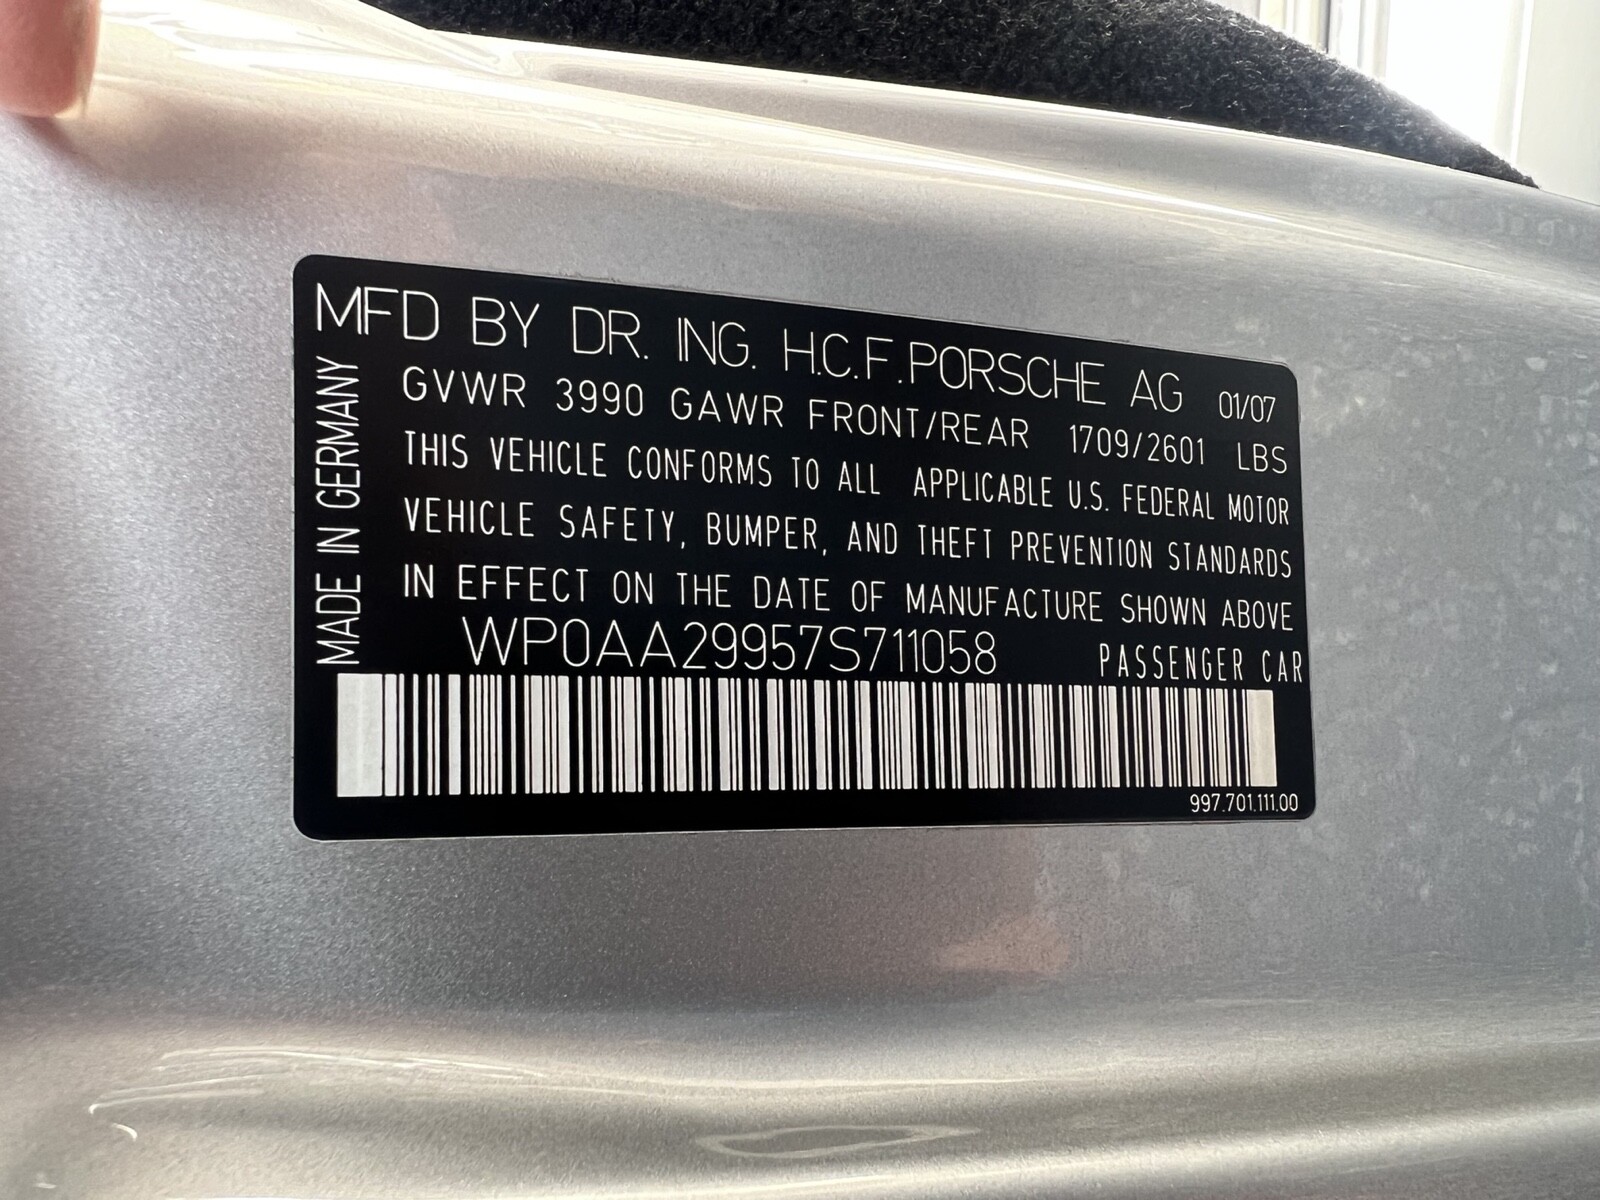 MFD BY DR. ING. H.C.F.PORSCHE AG 01/07
GVWR 3990 GAWR FRONT/REAR 1709/2601 LBS
THIS VEHICLE CONFORMS TO ALL APPLICABLE U.S. FEDERAL MOTOR
VEHICLE SAFETY, BUMPER, AND THEFT PREVENTION STANDARDS
IN EFFECT ON THE DATE OF MANUFACTURE SHOWN ABOVE
WP0AA29957S711058 PASSENGER CAR
997.701.111.00
MADE IN GERMANY